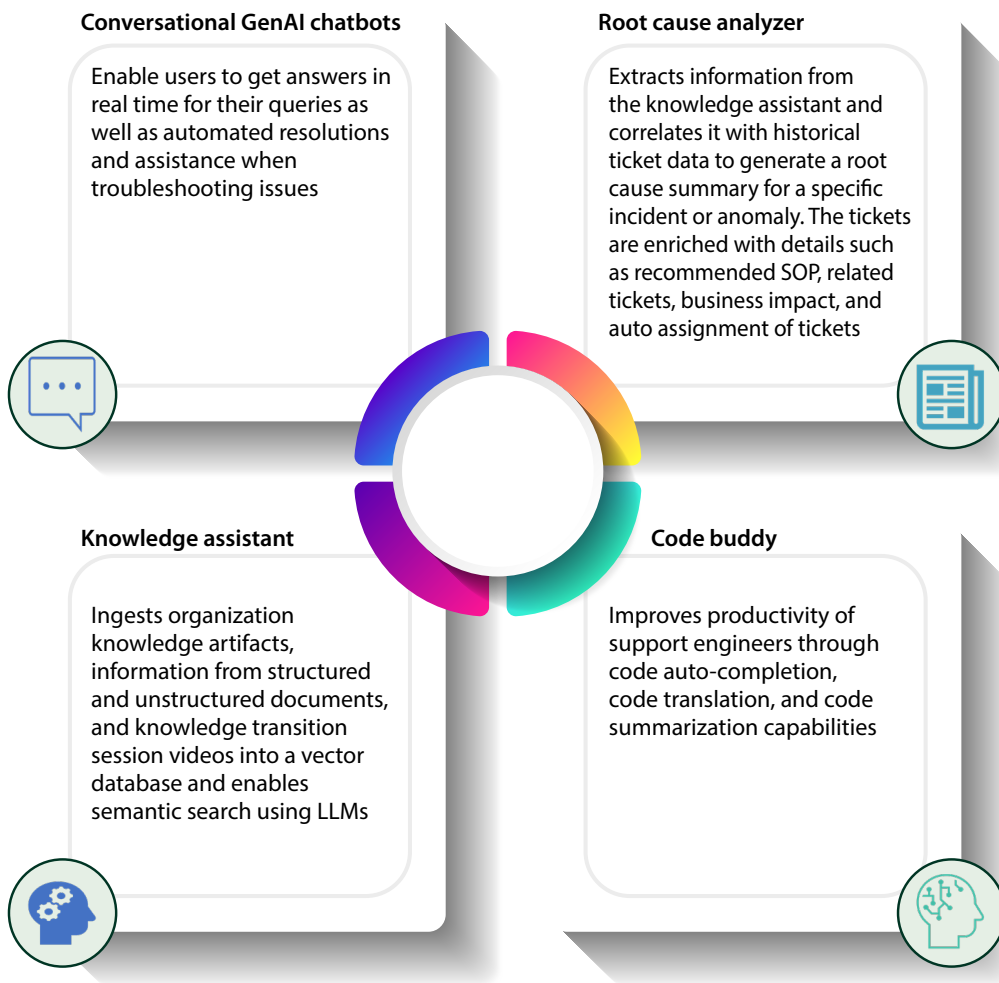 Conversational GenAI chatbots
Enable users to get answers in
real time for their queries as
well as automated resolutions
and assistance when
troubleshooting issues
Root cause analyzer
Extracts information from
the knowledge assistant and
correlates it with historical
ticket data to generate a root
cause summary for a specific
incident or anomaly. The tickets
are enriched with details such
as recommended SOP, related
tickets, business impact, and
auto assignment of tickets
Knowledge assistant
Ingests organization
knowledge artifacts,
information from structured
and unstructured documents,
and knowledge transition
session videos into a vector
database and enables
semantic search using LLMs
Code buddy
Improves productivity of
support engineers through
code auto-completion,
code translation, and code
summarization capabilities